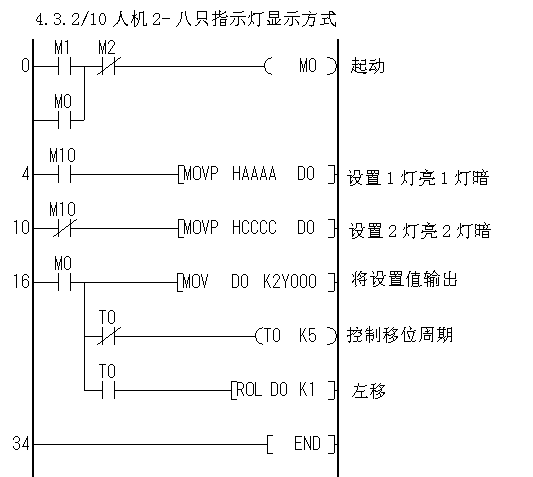 4.3.2/10人机2-八只指示灯显示方式
M1 M2
0 ( M0 ) 起动
M0
M10
4 [MOVP HAAAA D0 ] 设置1灯亮1灯暗
M10
10 [MOVP HCCCC D0 ] 设置2灯亮2灯暗
M0
16 [MOV D0 K2Y000 ] 将设置值输出
T0
(T0 K5 ) 控制移位周期
T0
[ROL D0 K1 ] 左移
34 [ END ]